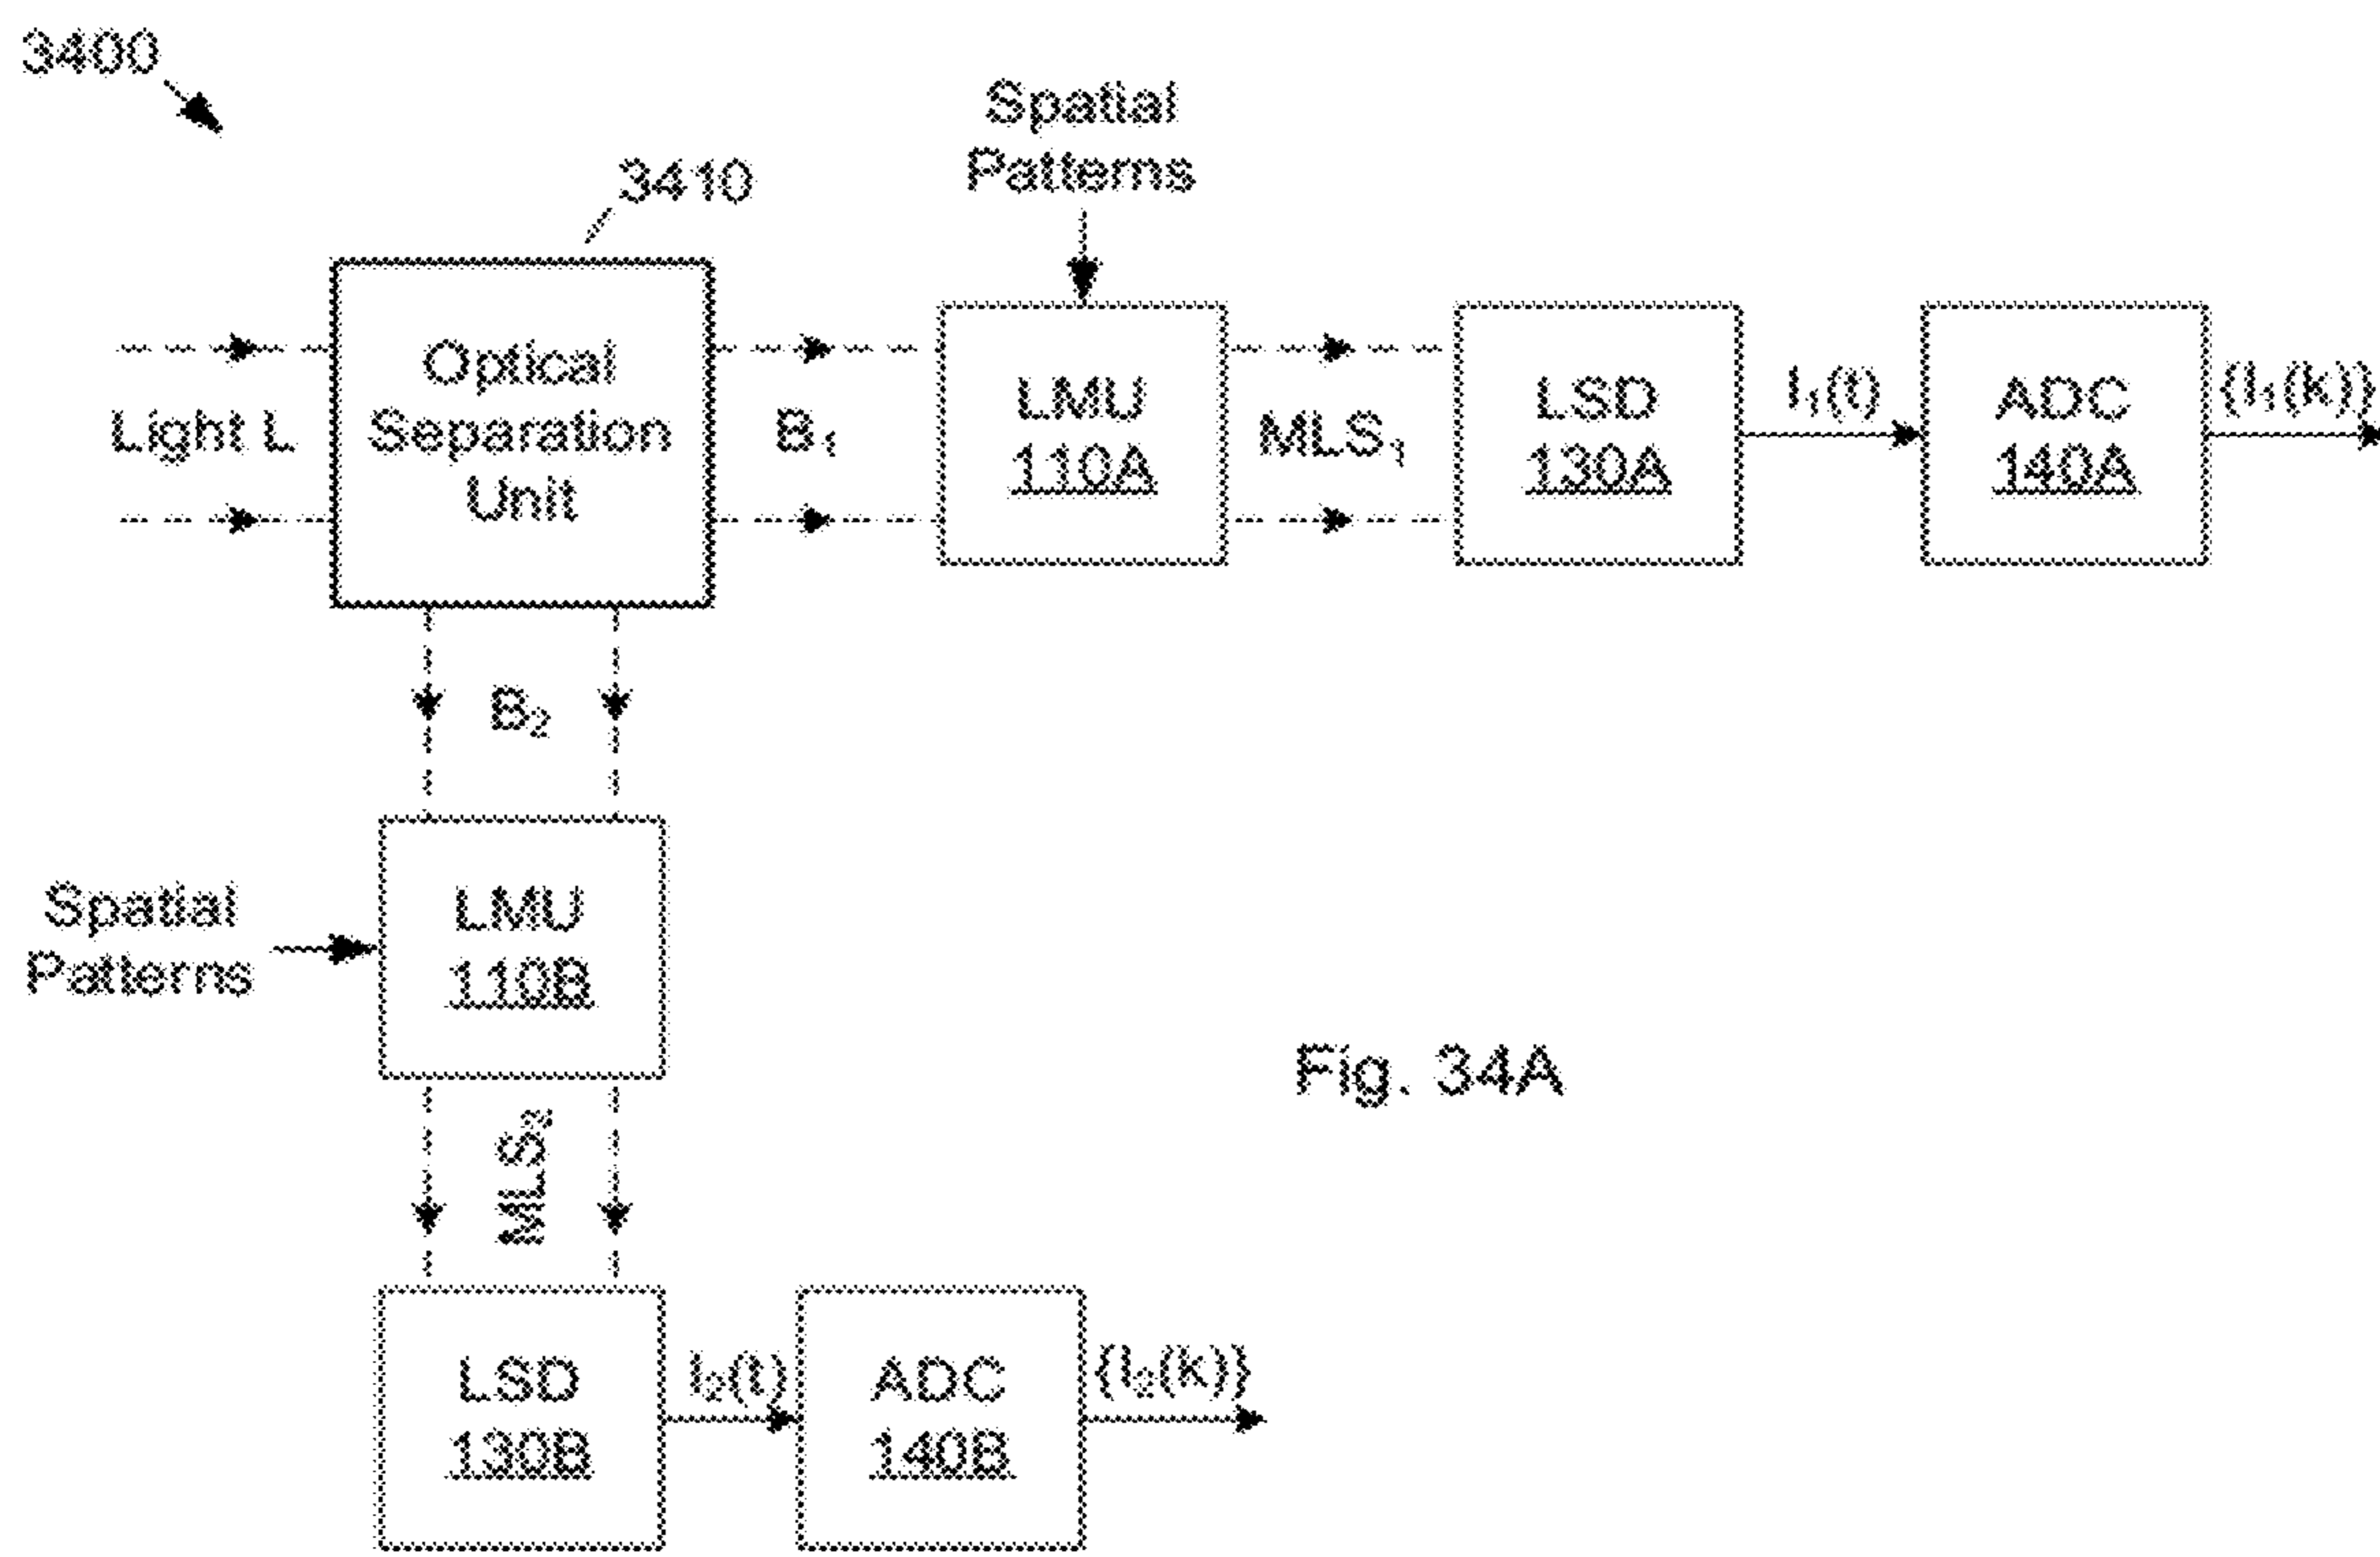 3400
3410
Spatial
Patterns
Light L
Optical
Separation
Unit
B₁
LMU
110A
MLS₁
LSD
130A
I₁(t)
ADC
140A
{I₁(k)}
B₂
Spatial
Patterns
LMU
110B
MLS₂
LSD
130B
I₂(t)
ADC
140B
{I₂(k)}
Fig. 34A